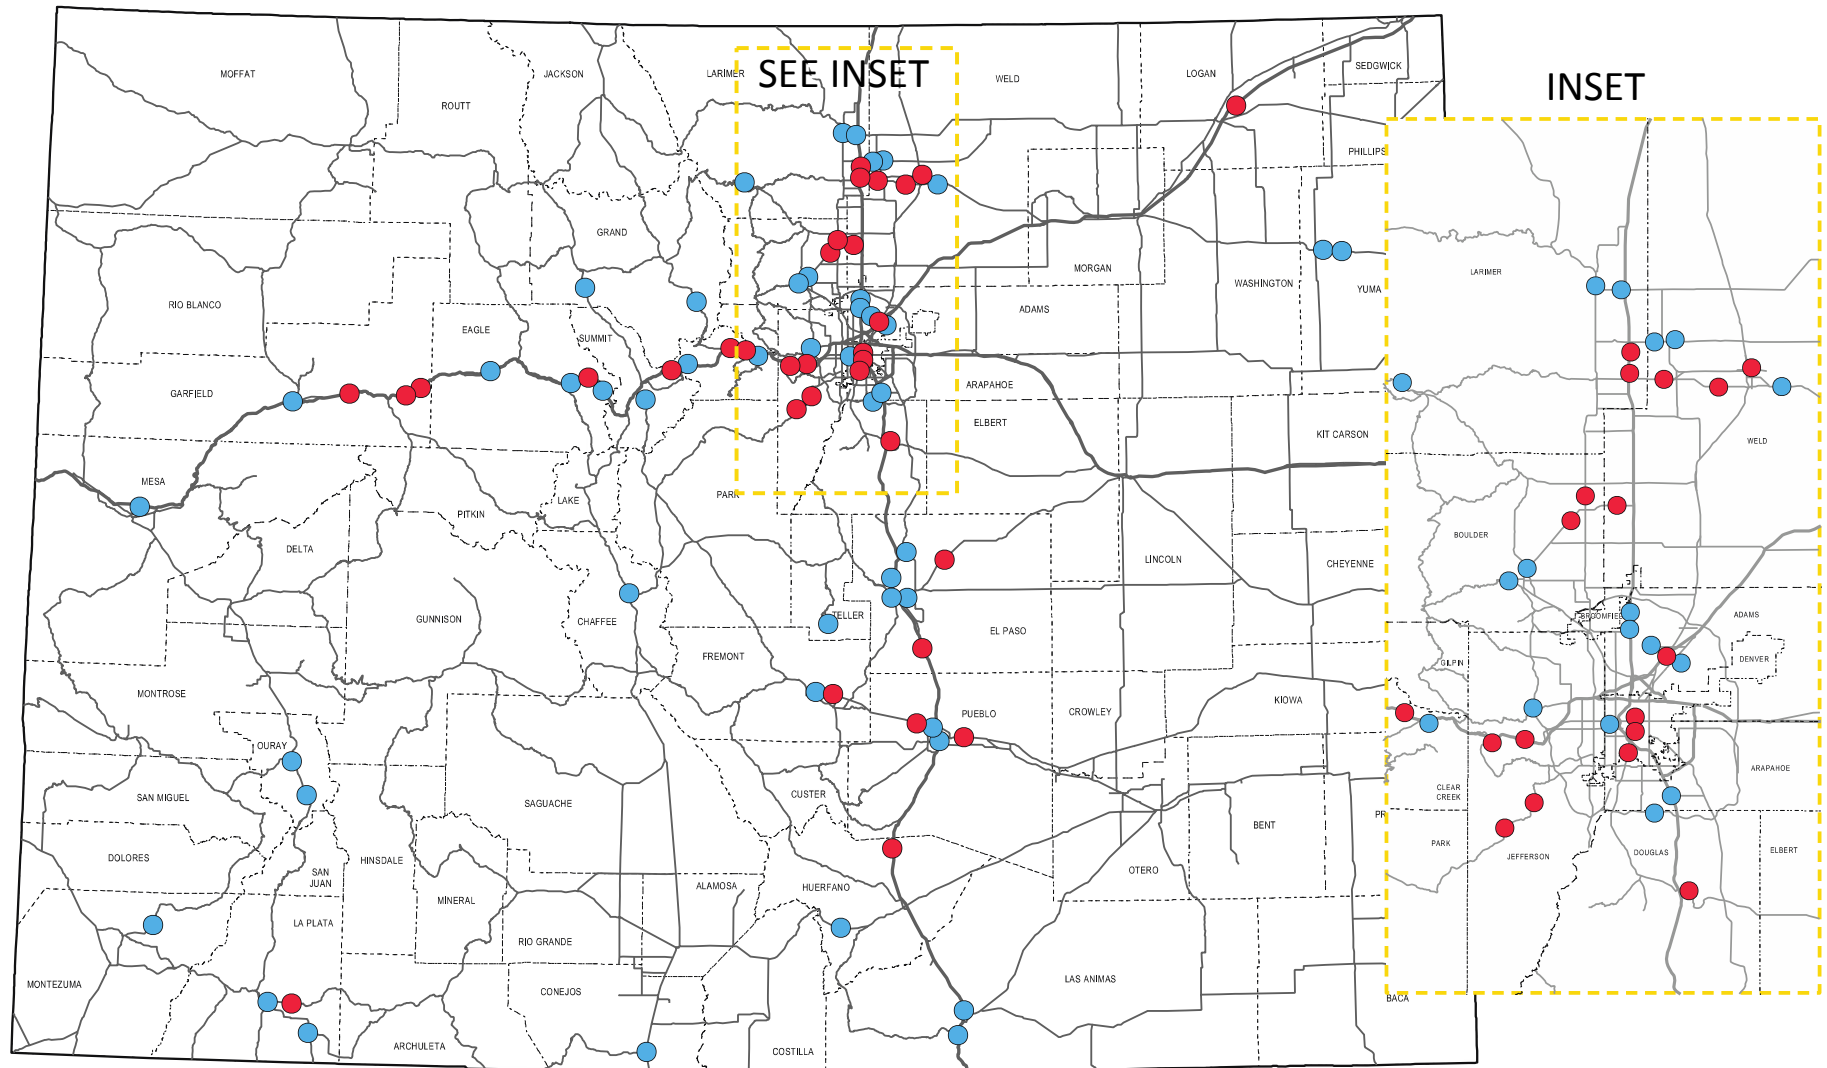 SEE INSET
INSET
MOFFAT
ROUTT
JACKSON
LARIMER
WELD
LOGAN
SEDGWICK
PHILLIPS
GRAND
MORGAN
WASHINGTON
YUMA
RIO BLANCO
EAGLE
SUMMIT
ADAMS
GARFIELD
ARAPAHOE
ELBERT
KIT CARSON
MESA
LAKE
PARK
PITKIN
DELTA
LINCOLN
CHEYENNE
GUNNISON
CHAFFEE
TELLER
EL PASO
FREMONT
MONTROSE
PUEBLO
CROWLEY
KIOWA
OURAY
SAN MIGUEL
SAGUACHE
CUSTER
BENT
PR
DOLORES
SAN
JUAN
HINSDALE
MINERAL
ALAMOSA
HUERFANO
OTERO
LA PLATA
RIO GRANDE
MONTEZUMA
CONEJOS
LAS ANIMAS
BACA
ARCHULETA
COSTILLA
LARIMER
WELD
BOULDER
BROOMFIEL
ADAMS
GILPIN
DENVER
CLEAR
CREEK
ARAPAHOE
PARK
JEFFERSON
DOUGLAS
ELBERT